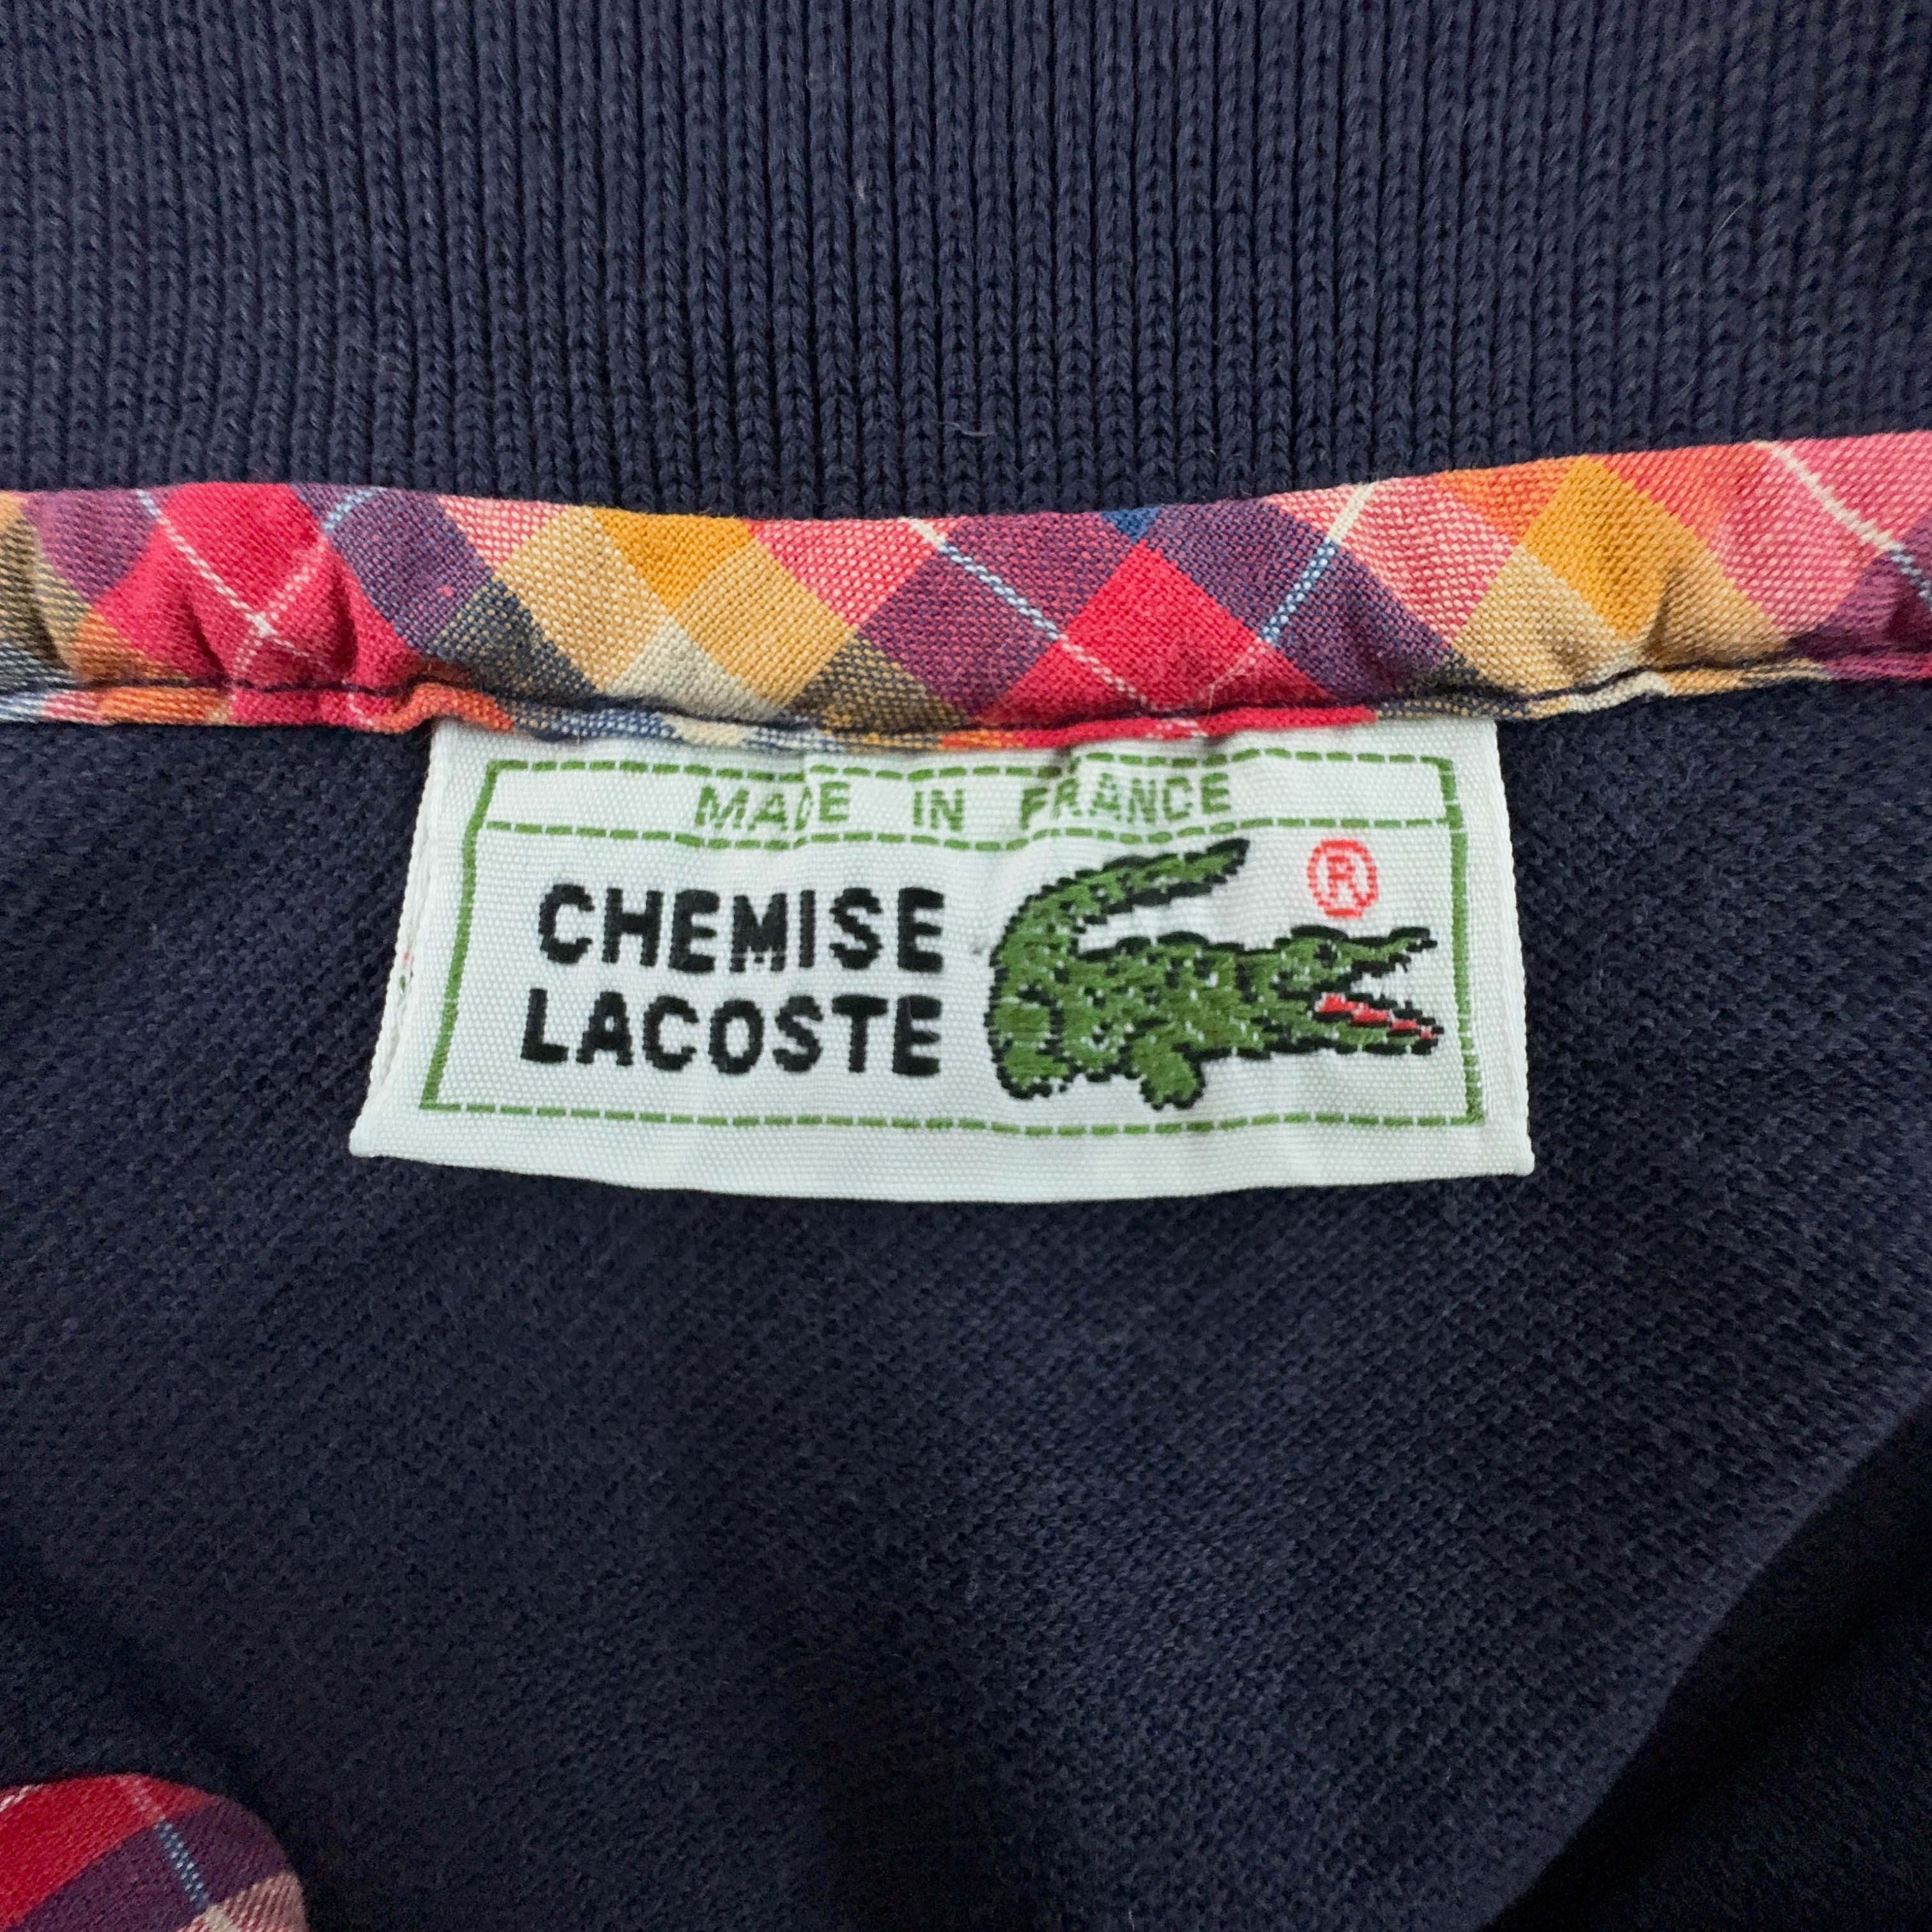 MADE IN FRANCE
®
CHEMISE
LACOSTE